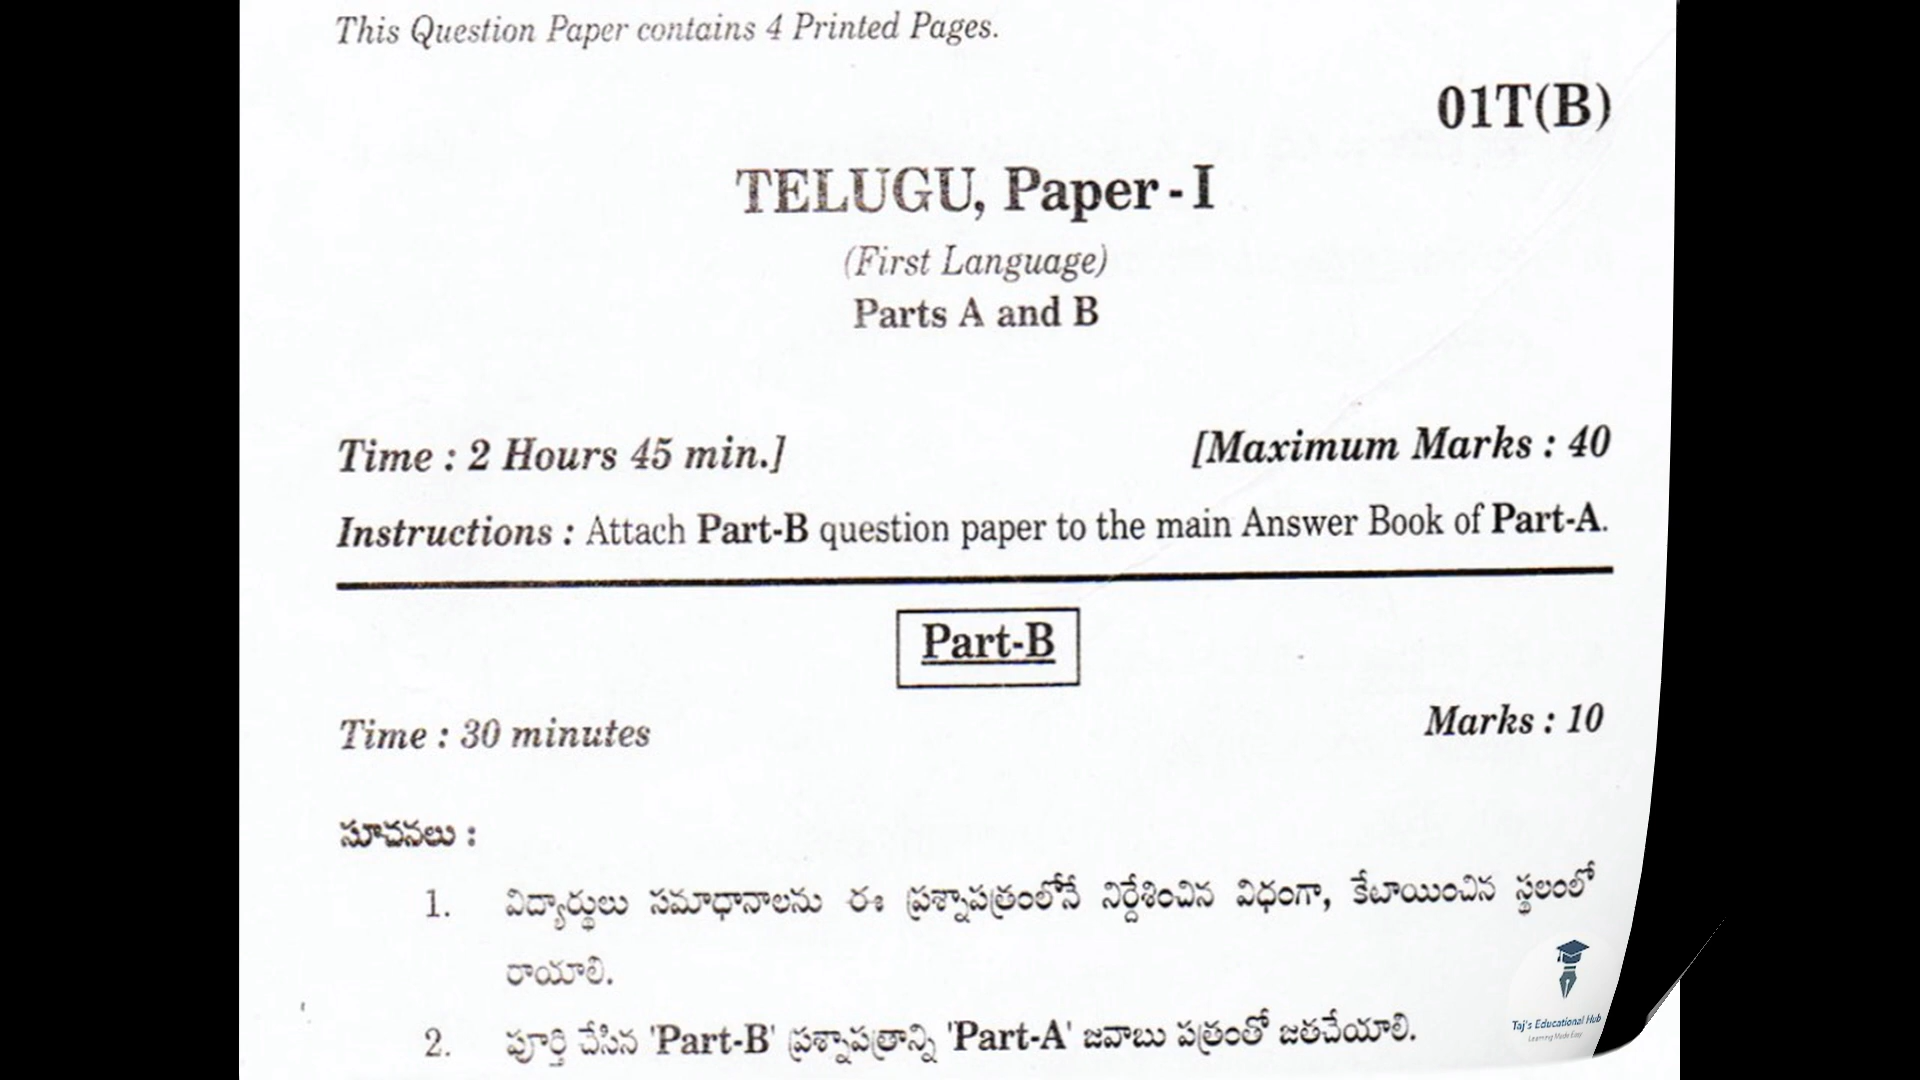 This Question Paper contains 4 Printed Pages.
01T(B)
TELUGU, Paper - I
(First Language)
Parts A and B
Time : 2 Hours 45 min.] [Maximum Marks : 40
Instructions : Attach Part-B question paper to the main Answer Book of Part-A.
Part-B
Time : 30 minutes Marks : 10
సూచనలు :
1. విద్యార్థులు సమాధానాలను ఈ ప్రశ్నాపత్రంలోనే నిర్దేశించిన విధంగా, కేటాయించిన స్థలంలో
రాయాలి.
2. పూర్తి చేసిన 'Part-B' ప్రశ్నాపత్రాన్ని 'Part-A' జవాబు పత్రంతో జతచేయాలి.
Taj's Educational Hub
Learning Made Easy